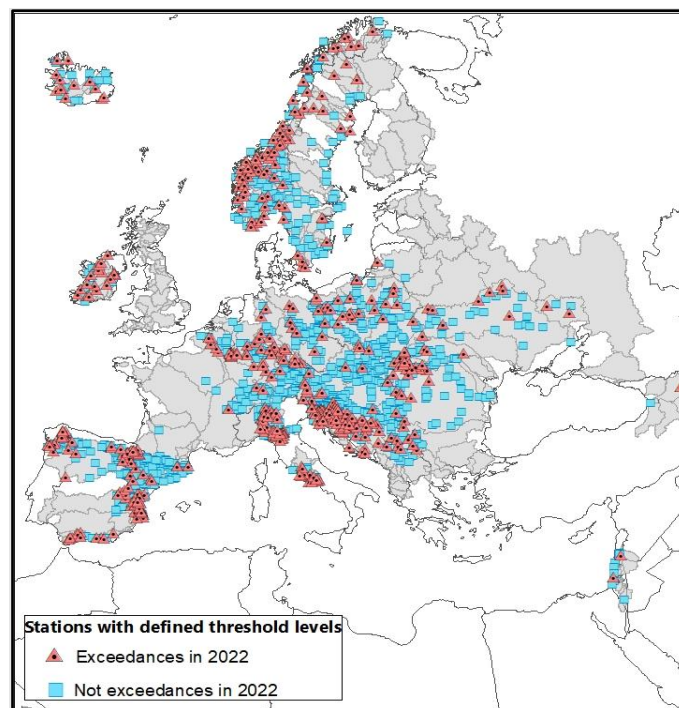 Stations with defined threshold levels
Exceedances in 2022
Not exceedances in 2022